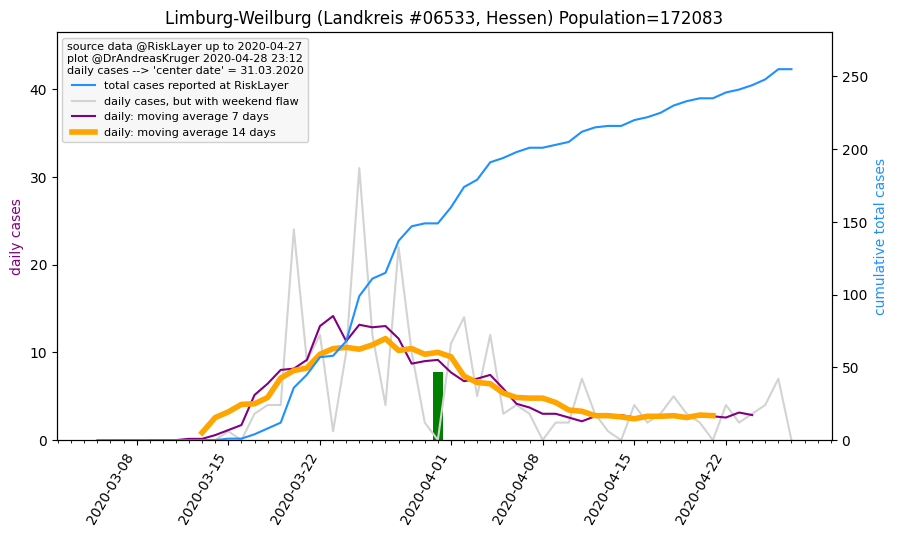 Limburg-Weilburg (Landkreis #06533, Hessen) Population=172083
source data @RiskLayer up to 2020-04-27
plot @DrAndreasKruger 2020-04-28 23:12
daily cases --> 'center date' = 31.03.2020
total cases reported at RiskLayer
daily cases, but with weekend flaw
daily: moving average 7 days
daily: moving average 14 days
daily cases
40
30
20
10
0
cumulative total cases
250
200
150
100
50
0
2020-03-08
2020-03-15
2020-03-22
2020-04-01
2020-04-08
2020-04-15
2020-04-22